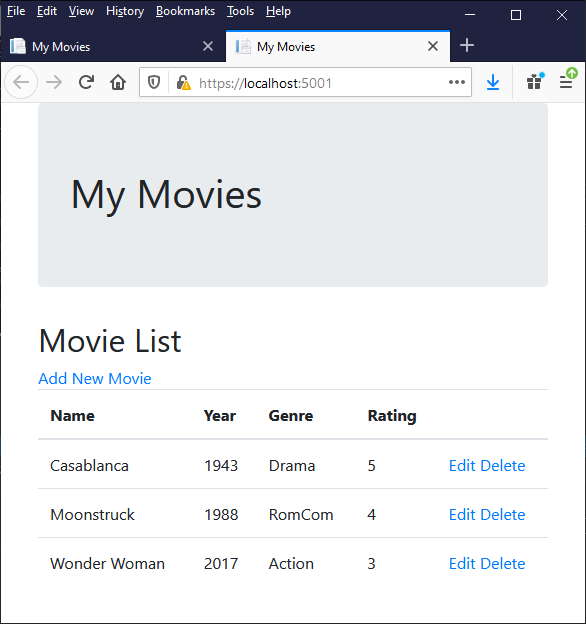 File Edit View History Bookmarks Tools Help
My Movies My Movies
https://localhost:5001
My Movies
Movie List
Add New Movie
Name Year Genre Rating
Casablanca 1943 Drama 5 Edit Delete
Moonstruck 1988 RomCom 4 Edit Delete
Wonder Woman 2017 Action 3 Edit Delete